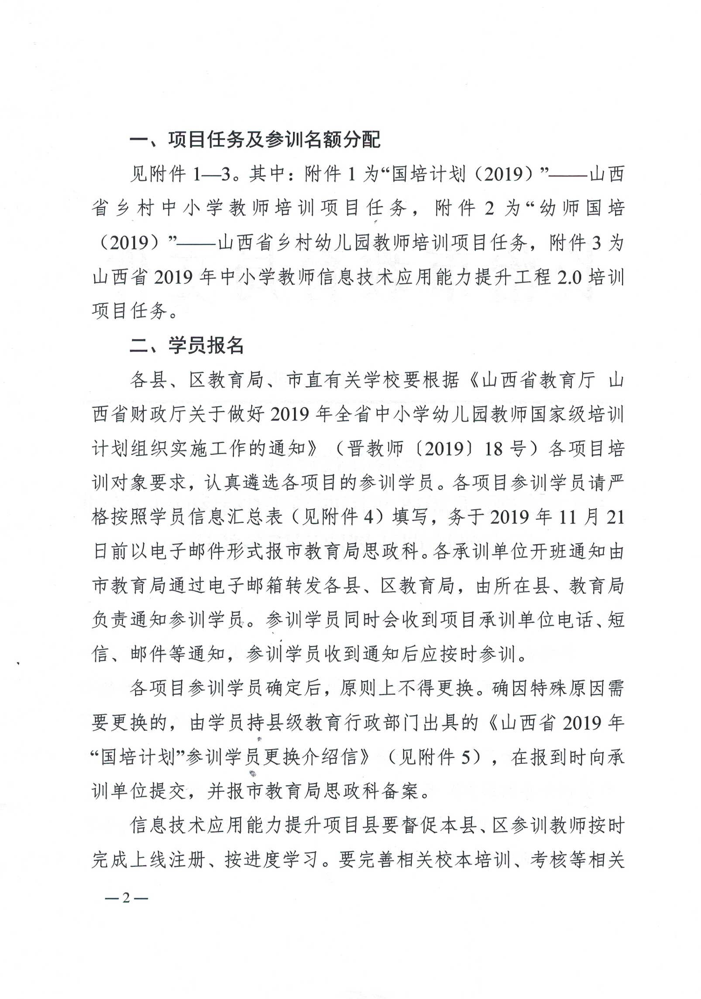 一、项目任务及参训名额分配
见附件 1—3。其中：附件 1 为“国培计划（2019）”——山西
省乡村中小学教师培训项目任务，附件 2 为“幼师国培
（2019）”——山西省乡村幼儿园教师培训项目任务，附件 3 为
山西省 2019 年中小学教师信息技术应用能力提升工程 2.0 培训
项目任务。
二、学员报名
各县、区教育局、市直有关学校要根据《山西省教育厅 山
西省财政厅关于做好 2019 年全省中小学幼儿园教师国家级培训
计划组织实施工作的通知》（晋教师〔2019〕18 号）各项目培
训对象要求，认真遴选各项目的参训学员。各项目参训学员请严
格按照学员信息汇总表（见附件 4）填写，务于 2019 年 11 月 21
日前以电子邮件形式报市教育局思政科。各承训单位开班通知由
市教育局通过电子邮箱转发各县、区教育局，由所在县、教育局
负责通知参训学员。参训学员同时会收到项目承训单位电话、短
信、邮件等通知，参训学员收到通知后应按时参训。
各项目参训学员确定后，原则上不得更换。确因特殊原因需
要更换的，由学员持县级教育行政部门出具的《山西省 2019 年
“国培计划”参训学员更换介绍信》（见附件 5），在报到时向承
训单位提交，并报市教育局思政科备案。
信息技术应用能力提升项目县要督促本县、区参训教师按时
完成上线注册、按进度学习。要完善相关校本培训、考核等相关
—2—